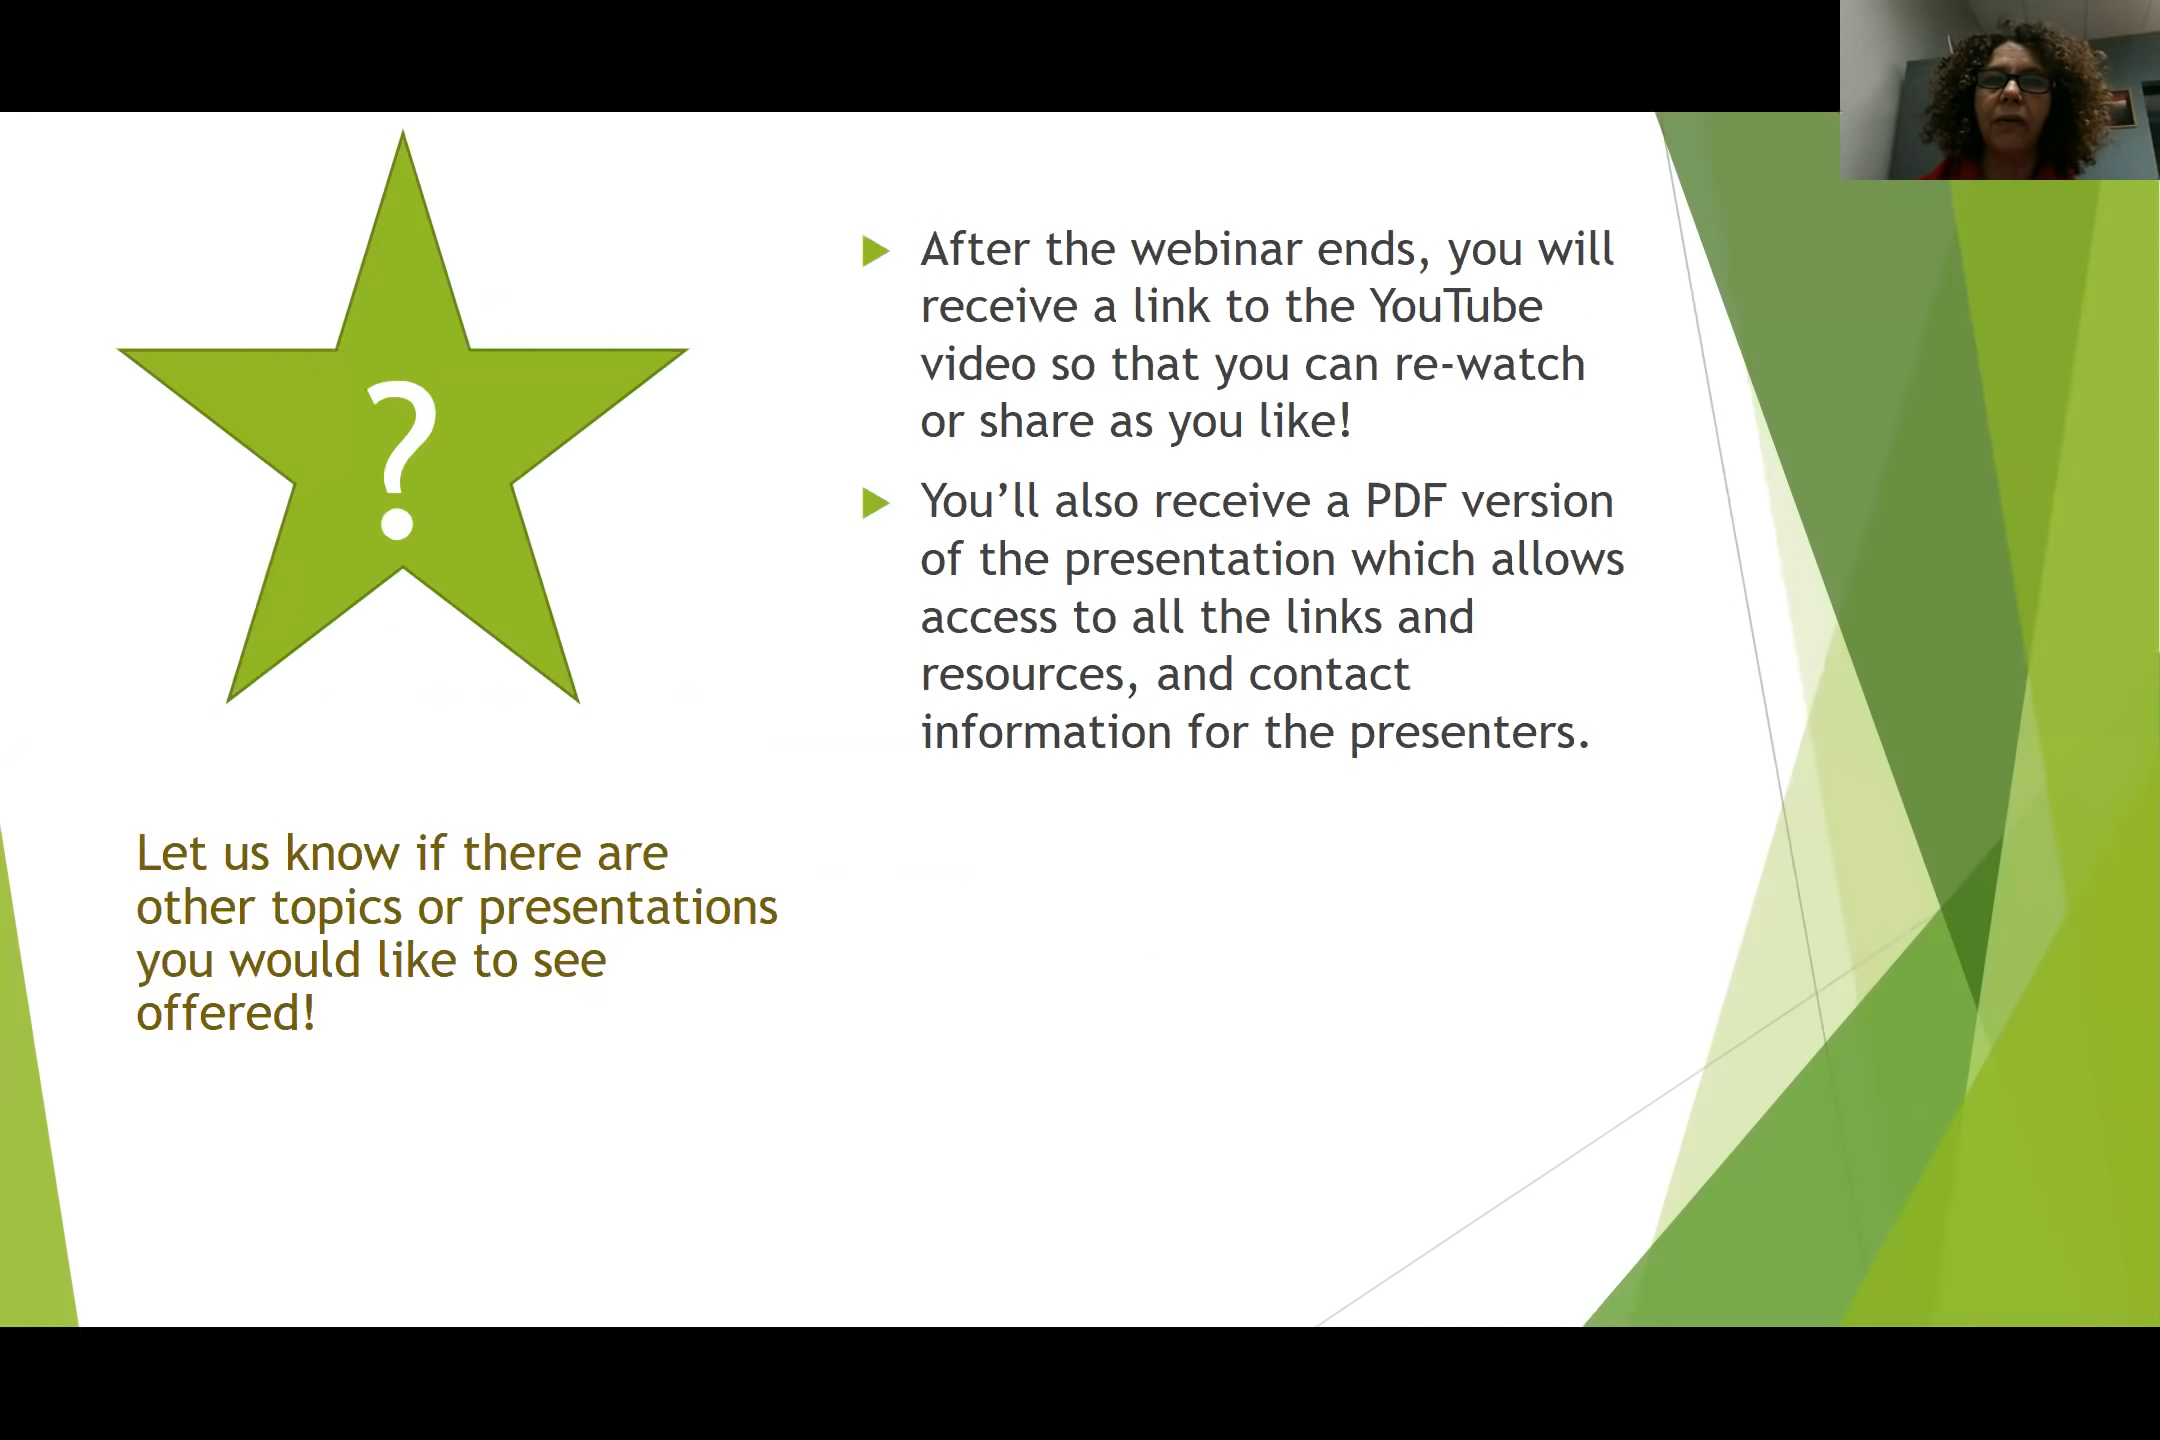 ?
Let us know if there are
other topics or presentations
you would like to see
offered!
After the webinar ends, you will
receive a link to the YouTube
video so that you can re-watch
or share as you like!
You’ll also receive a PDF version
of the presentation which allows
access to all the links and
resources, and contact
information for the presenters.